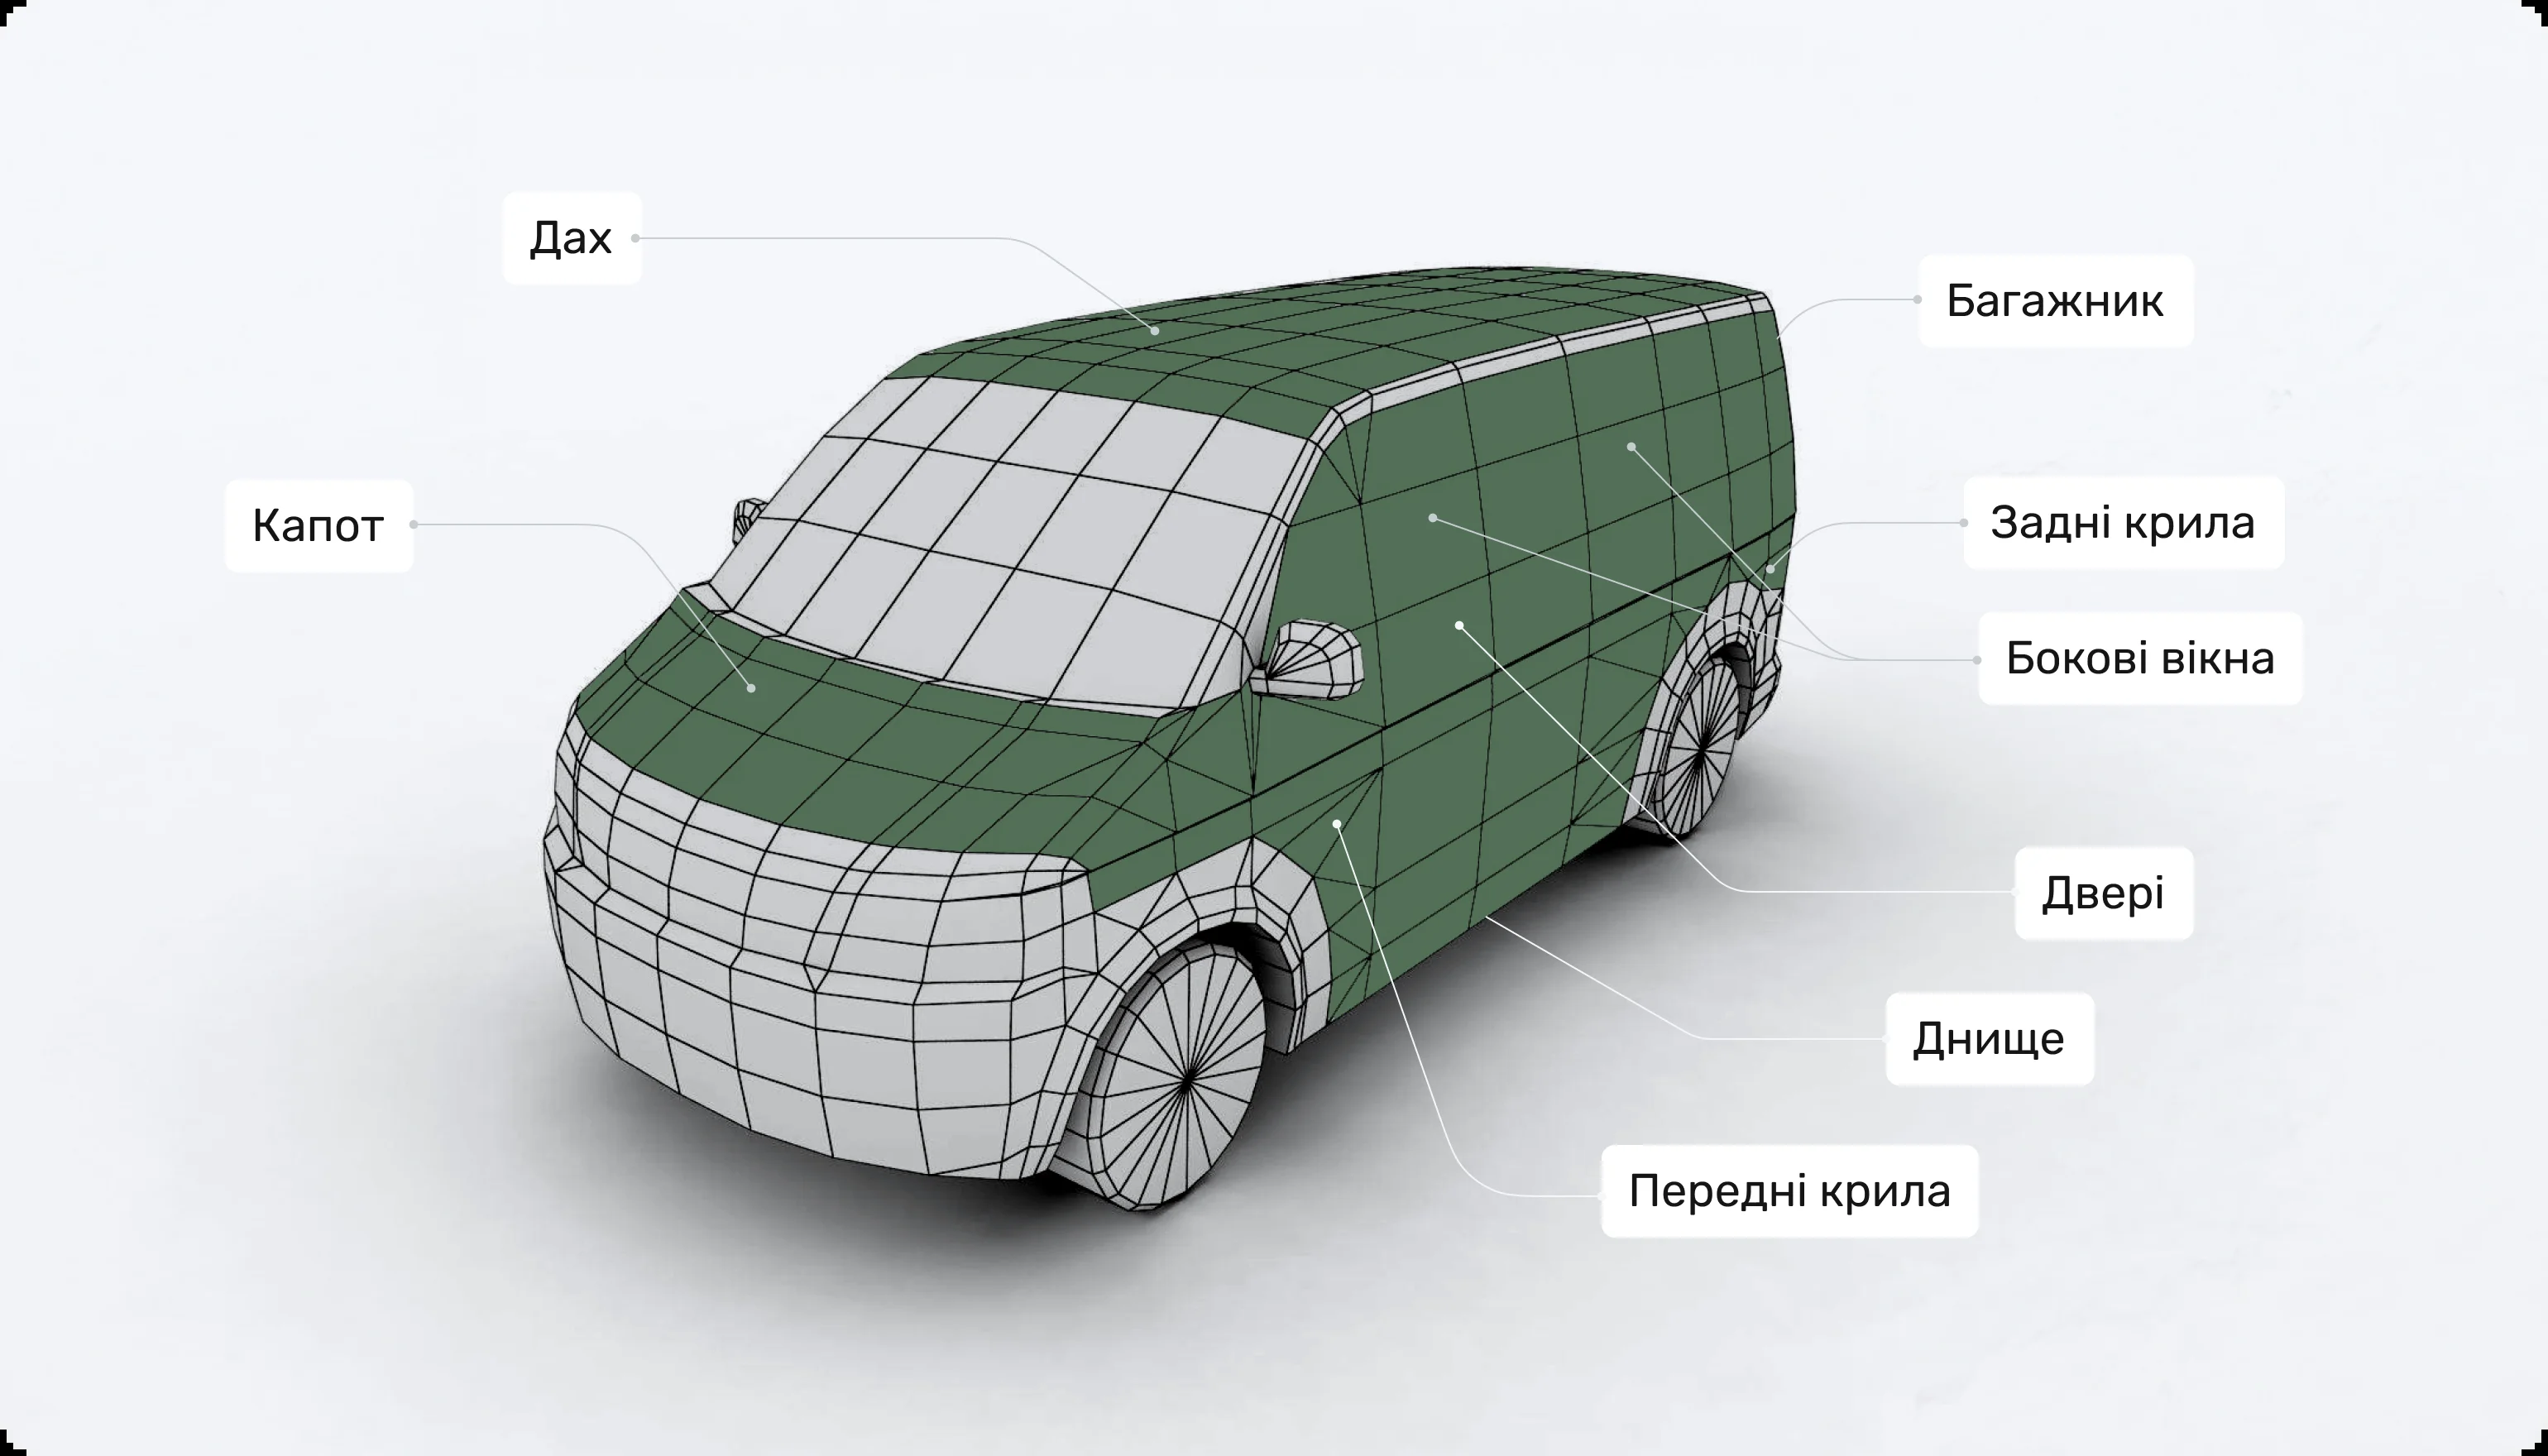 Дах
Багажник
Капот
Задні крила
Бокові вікна
Двері
Днище
Передні крила